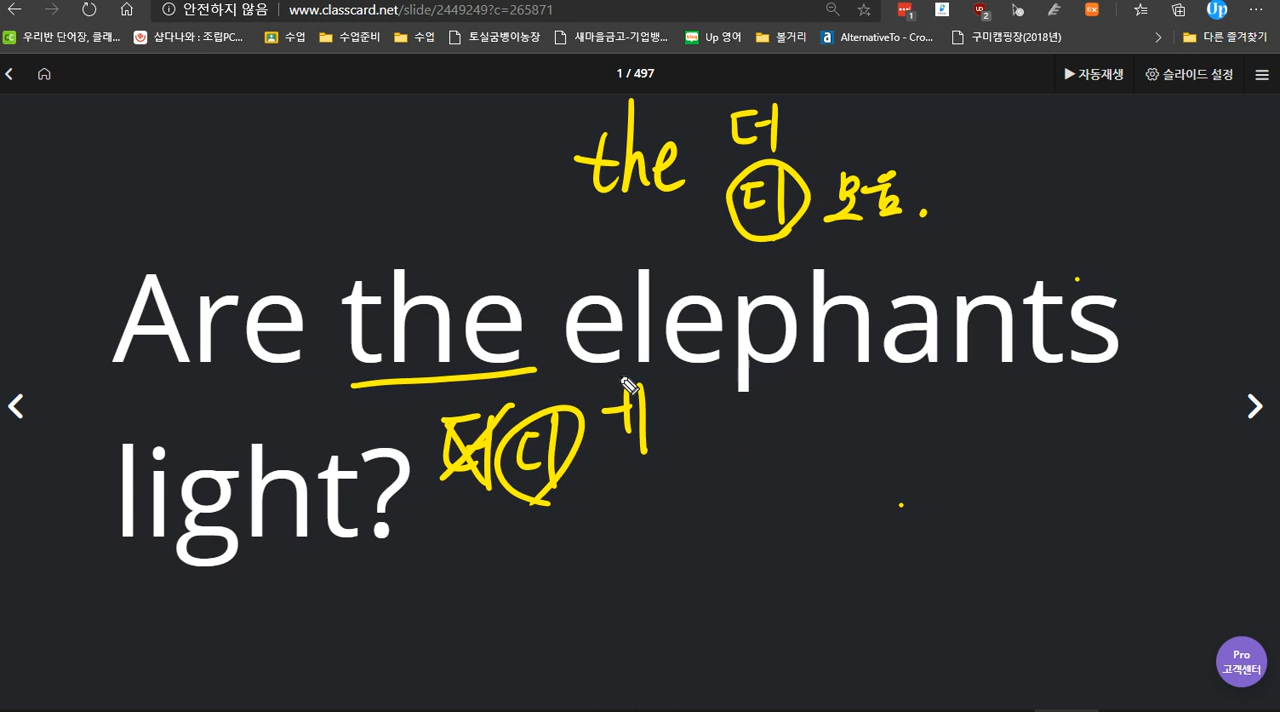 안전하지 않음 www.classcard.net/slide/2449249?c=265871
우리반 단어장, 클래... 샵다나와 : 조립PC... 수업 수업준비 수업 토실굼벵이농장 새마을금고-기업뱅... Up 영어 볼거리 AlternativeTo - Cro... 구미캠핑장(2018년) 다른 즐겨찾기
1 / 497 자동재생 슬라이드 설정
the 더
디 모음.
Are the elephants
더 디
light?
Pro
고객센터